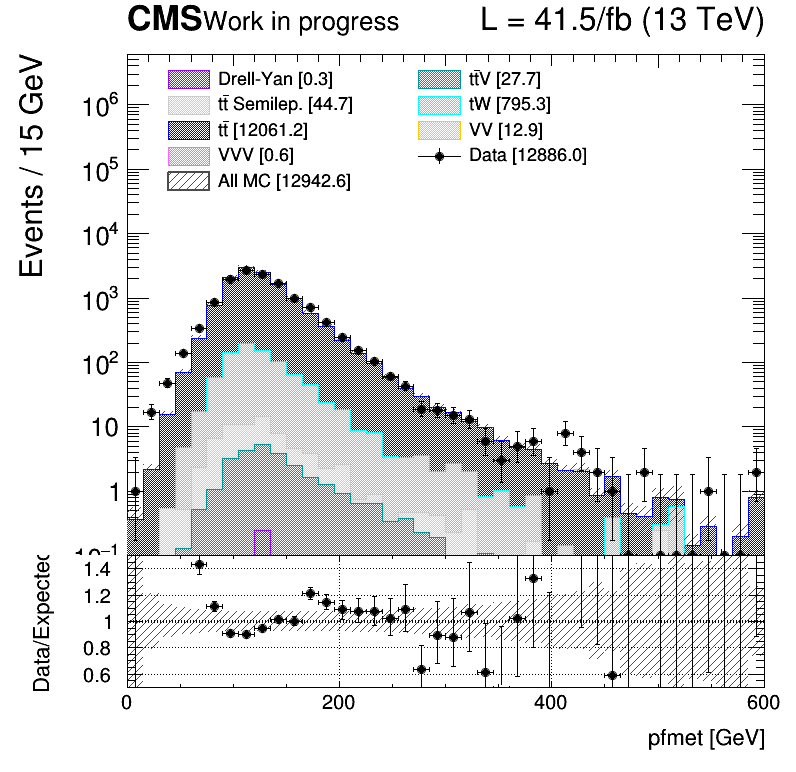 CMS Work in progress L = 41.5/fb (13 TeV)
Events / 15 GeV
Drell-Yan [0.3] tt̄V [27.7]
tt̄ Semilep. [44.7] tW [795.3]
tt̄ [12061.2] VV [12.9]
VVV [0.6] Data [12886.0]
All MC [12942.6]
10⁶
10⁵
10⁴
10³
10²
10
1
10⁻¹
Data/Expected
1.4
1.2
1
0.8
0.6
0 200 400 600
pfmet [GeV]